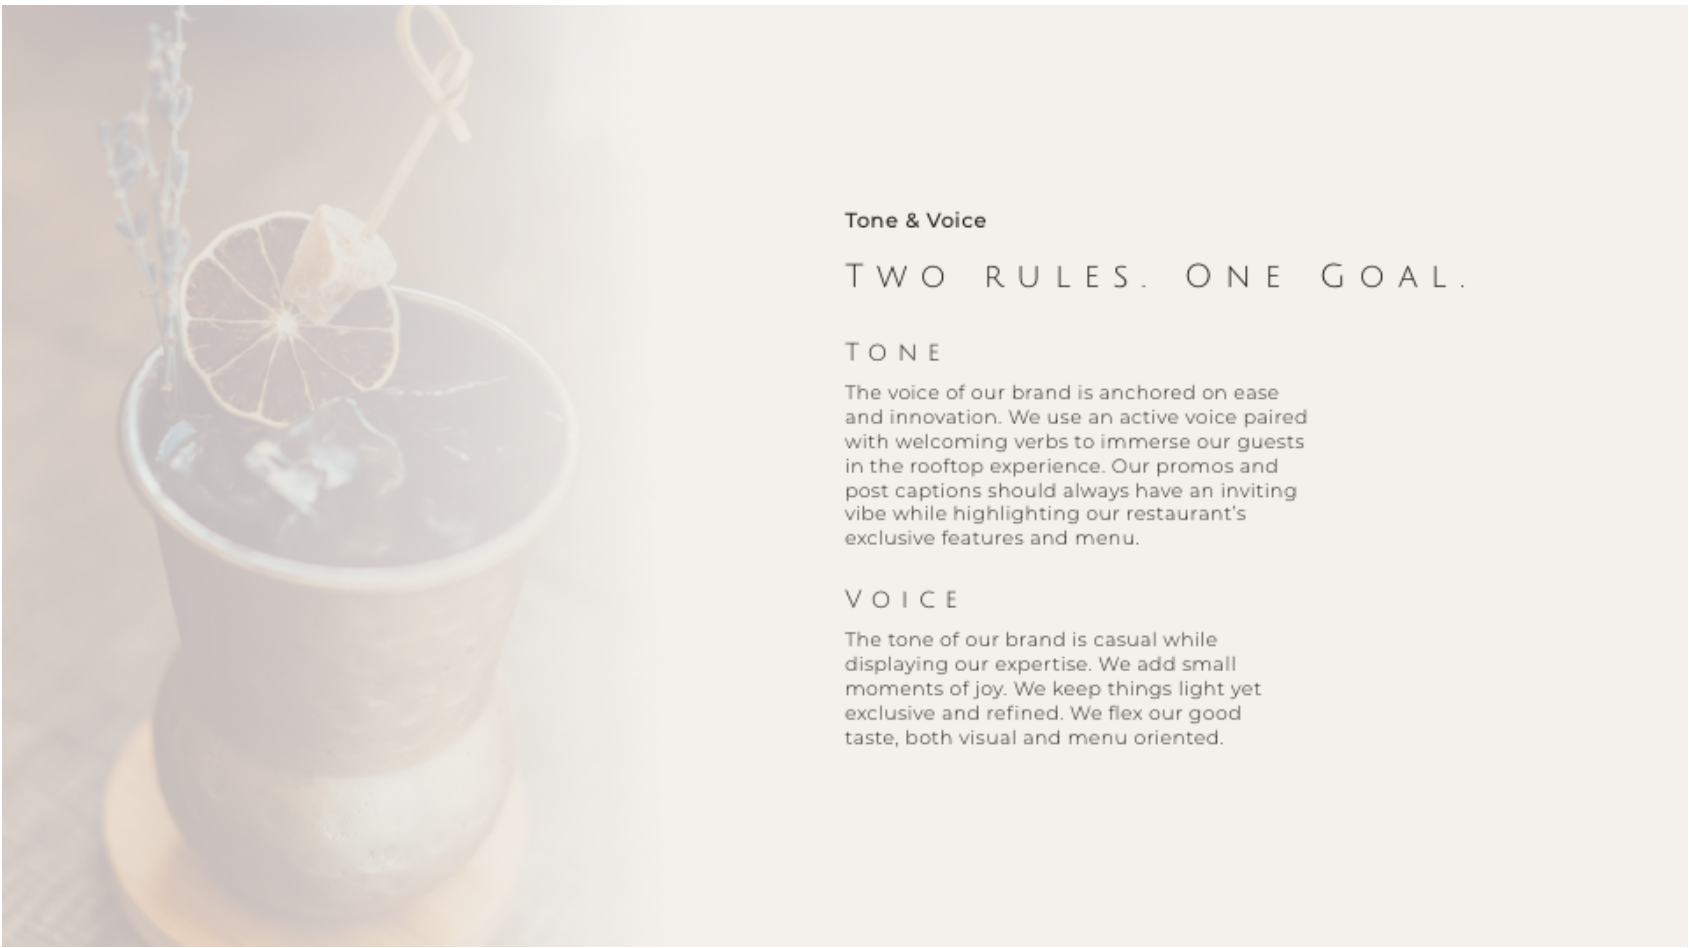 Tone & Voice
Two rules. One Goal.
Tone
The voice of our brand is anchored on ease
and innovation. We use an active voice paired
with welcoming verbs to immerse our guests
in the rooftop experience. Our promos and
post captions should always have an inviting
vibe while highlighting our restaurant's
exclusive features and menu.
Voice
The tone of our brand is casual while
displaying our expertise. We add small
moments of joy. We keep things light yet
exclusive and refined. We flex our good
taste, both visual and menu oriented.